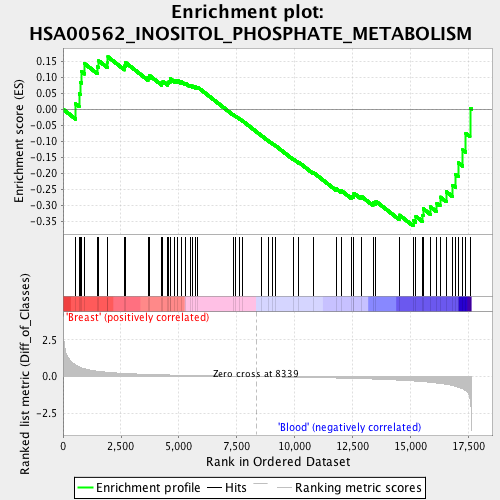 Enrichment plot:
HSA00562_INOSITOL_PHOSPHATE_METABOLISM
Enrichment score (ES)
0.15
0.10
0.05
0.00
-0.05
-0.10
-0.15
-0.20
-0.25
-0.30
-0.35
'Breast' (positively correlated)
Ranked list metric (Diff_of_Classes)
2.5
0.0
-2.5
Zero cross at 8339
'Blood' (negatively correlated)
0 2,500 5,000 7,500 10,000 12,500 15,000 17,500
Rank in Ordered Dataset
Enrichment profile Hits Ranking metric scores